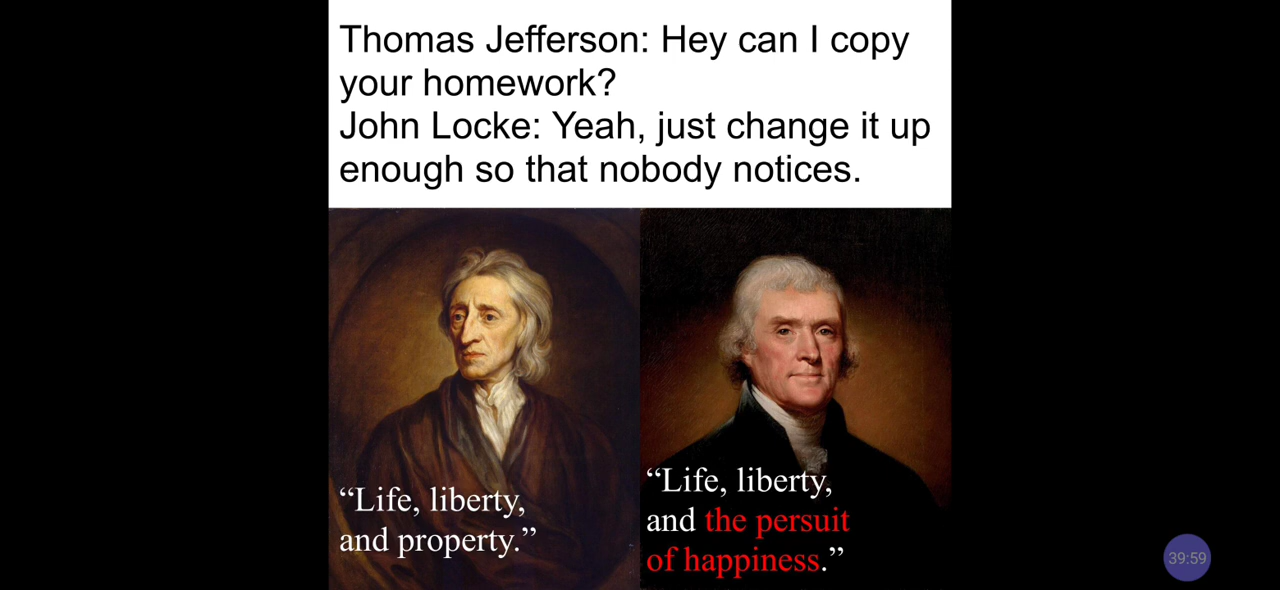 Thomas Jefferson: Hey can I copy
your homework?
John Locke: Yeah, just change it up
enough so that nobody notices.
“Life, liberty,
and property.”
“Life, liberty,
and the persuit
of happiness.”
39:59